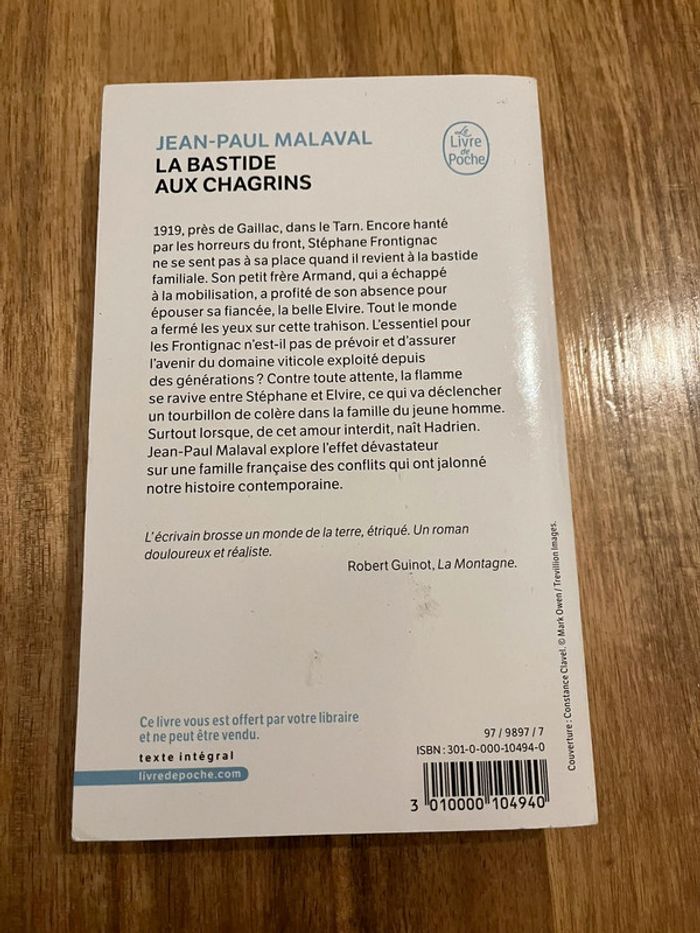 JEAN-PAUL MALAVAL
LA BASTIDE
AUX CHAGRINS
Le
Livre
de
Poche
1919, près de Gaillac, dans le Tarn. Encore hanté
par les horreurs du front, Stéphane Frontignac
ne se sent pas à sa place quand il revient à la bastide
familiale. Son petit frère Armand, qui a échappé
à la mobilisation, a profité de son absence pour
épouser sa fiancée, la belle Elvire. Tout le monde
a fermé les yeux sur cette trahison. L'essentiel pour
les Frontignac n'est-il pas de prévoir et d'assurer
l'avenir du domaine viticole exploité depuis
des générations ? Contre toute attente, la flamme
se ravive entre Stéphane et Elvire, ce qui va déclencher
un tourbillon de colère dans la famille du jeune homme.
Surtout lorsque, de cet amour interdit, naît Hadrien.
Jean-Paul Malaval explore l'effet dévastateur
sur une famille française des conflits qui ont jalonné
notre histoire contemporaine.
L'écrivain brosse un monde de la terre, étriqué. Un roman
douloureux et réaliste.
Robert Guinot, La Montagne.
Couverture : Constance Clavel. © Mark Owen / Trevillion Images.
Ce livre vous est offert par votre libraire
et ne peut être vendu.
texte intégral
livredepoche.com
97 / 9897 / 7
ISBN : 301-0-000-10494-0
3 010000 104940